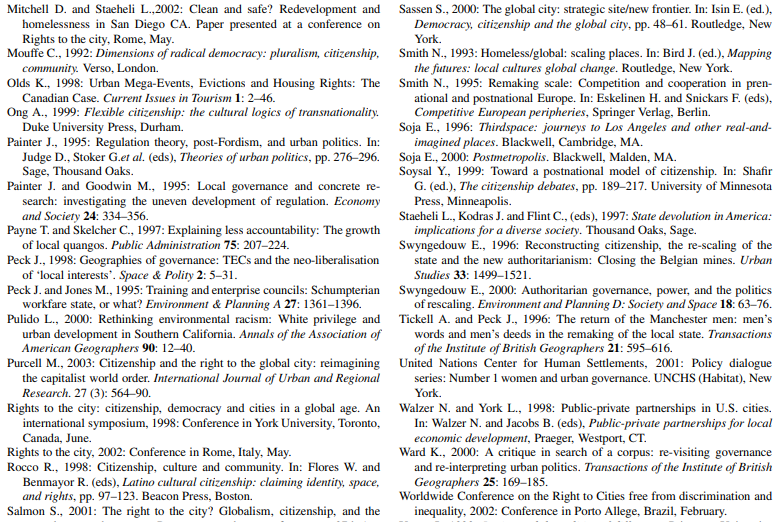 Mitchell D. and Staeheli L.,2002: Clean and safe? Redevelopment and
homelessness in San Diego CA. Paper presented at a conference on
Rights to the city, Rome, May.
Mouffe C., 1992: Dimensions of radical democracy: pluralism, citizenship,
community. Verso, London.
Olds K., 1998: Urban Mega-Events, Evictions and Housing Rights: The
Canadian Case. Current Issues in Tourism 1: 2–46.
Ong A., 1999: Flexible citizenship: the cultural logics of transnationality.
Duke University Press, Durham.
Painter J., 1995: Regulation theory, post-Fordism, and urban politics. In:
Judge D., Stoker G.et al. (eds), Theories of urban politics, pp. 276–296.
Sage, Thousand Oaks.
Painter J. and Goodwin M., 1995: Local governance and concrete re-
search: investigating the uneven development of regulation. Economy
and Society 24: 334–356.
Payne T. and Skelcher C., 1997: Explaining less accountability: The growth
of local quangos. Public Administration 75: 207–224.
Peck J., 1998: Geographies of governance: TECs and the neo-liberalisation
of 'local interests'. Space & Polity 2: 5–31.
Peck J. and Jones M., 1995: Training and enterprise councils: Schumpterian
workfare state, or what? Environment & Planning A 27: 1361–1396.
Pulido L., 2000: Rethinking environmental racism: White privilege and
urban development in Southern California. Annals of the Association of
American Geographers 90: 12–40.
Purcell M., 2003: Citizenship and the right to the global city: reimagining
the capitalist world order. International Journal of Urban and Regional
Research. 27 (3): 564–90.
Rights to the city: citizenship, democracy and cities in a global age. An
international symposium, 1998: Conference in York University, Toronto,
Canada, June.
Rights to the city, 2002: Conference in Rome, Italy, May.
Rocco R., 1998: Citizenship, culture and community. In: Flores W. and
Benmayor R. (eds), Latino cultural citizenship: claiming identity, space,
and rights, pp. 97–123. Beacon Press, Boston.
Salmon S., 2001: The right to the city? Globalism, citizenship, and the
Sassen S., 2000: The global city: strategic site/new frontier. In: Isin E. (ed.),
Democracy, citizenship and the global city, pp. 48–61. Routledge, New
York.
Smith N., 1993: Homeless/global: scaling places. In: Bird J. (ed.), Mapping
the futures: local cultures global change. Routledge, New York.
Smith N., 1995: Remaking scale: Competition and cooperation in pren-
ational and postnational Europe. In: Eskelinen H. and Snickars F. (eds),
Competitive European peripheries, Springer Verlag, Berlin.
Soja E., 1996: Thirdspace: journeys to Los Angeles and other real-and-
imagined places. Blackwell, Cambridge, MA.
Soja E., 2000: Postmetropolis. Blackwell, Malden, MA.
Soysal Y., 1999: Toward a postnational model of citizenship. In: Shafir
G. (ed.), The citizenship debates, pp. 189–217. University of Minnesota
Press, Minneapolis.
Staeheli L., Kodras J. and Flint C., (eds), 1997: State devolution in America:
implications for a diverse society. Thousand Oaks, Sage.
Swyngedouw E., 1996: Reconstructing citizenship, the re-scaling of the
state and the new authoritarianism: Closing the Belgian mines. Urban
Studies 33: 1499–1521.
Swyngedouw E., 2000: Authoritarian governance, power, and the politics
of rescaling. Environment and Planning D: Society and Space 18: 63–76.
Tickell A. and Peck J., 1996: The return of the Manchester men: men's
words and men's deeds in the remaking of the local state. Transactions
of the Institute of British Geographers 21: 595–616.
United Nations Center for Human Settlements, 2001: Policy dialogue
series: Number 1 women and urban governance. UNCHS (Habitat), New
York.
Walzer N. and York L., 1998: Public-private partnerships in U.S. cities.
In: Walzer N. and Jacobs B. (eds), Public-private partnerships for local
economic development, Praeger, Westport, CT.
Ward K., 2000: A critique in search of a corpus: re-visiting governance
and re-interpreting urban politics. Transactions of the Institute of British
Geographers 25: 169–185.
Worldwide Conference on the Right to Cities free from discrimination and
inequality, 2002: Conference in Porto Allege, Brazil, February.